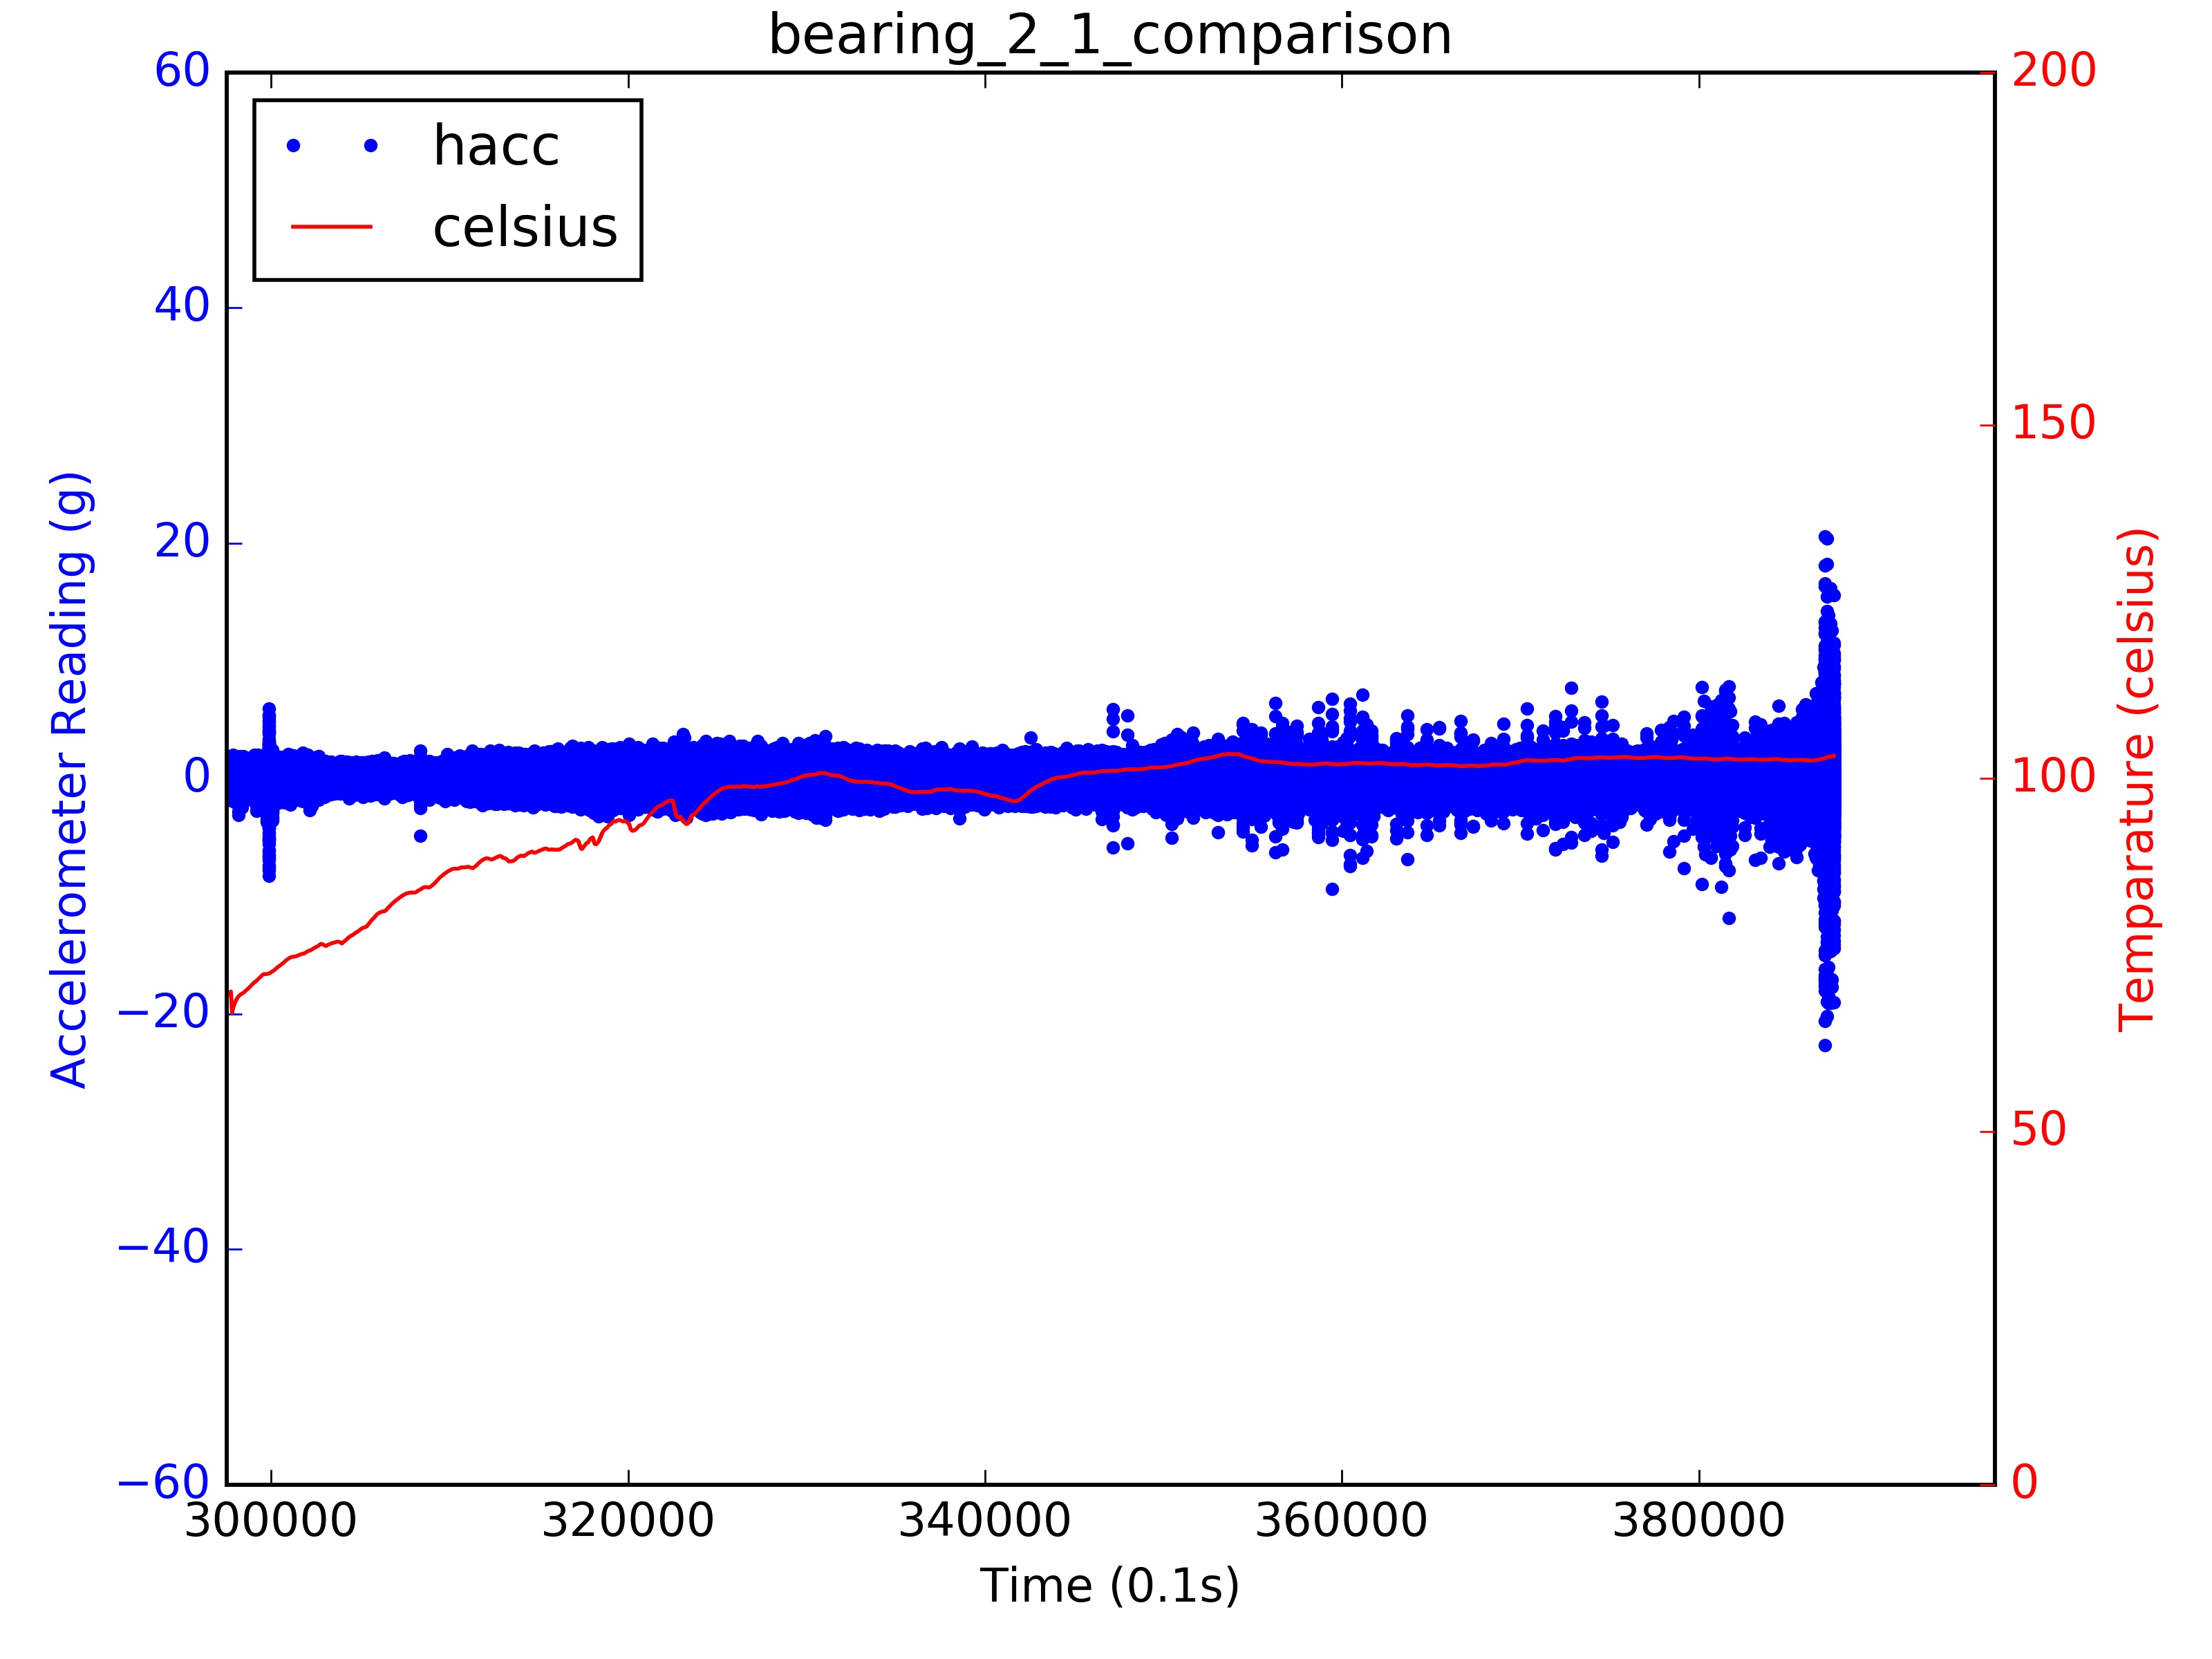 bearing_2_1_comparison
hacc
celsius
60
40
20
0
−20
−40
−60
Accelerometer Reading (g)
200
150
100
50
0
Temparature (celsius)
300000 320000 340000 360000 380000
Time (0.1s)